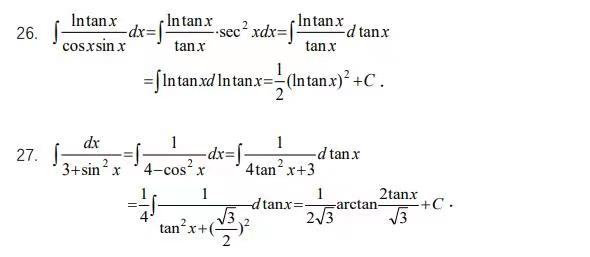 26. ∫ ln tan x / (cos x sin x) dx = ∫ ln tan x / tan x · sec² x dx = ∫ ln tan x / tan x d tan x
= ∫ ln tan x d ln tan x = 1/2 (ln tan x)² + C .
27. ∫ dx / (3+sin² x) = ∫ 1 / (4−cos² x) dx = ∫ 1 / (4tan² x+3) d tan x
= 1/4 ∫ 1 / (tan² x+(√3/2)²) d tan x = 1/(2√3) arctan 2tan x/√3 + C .